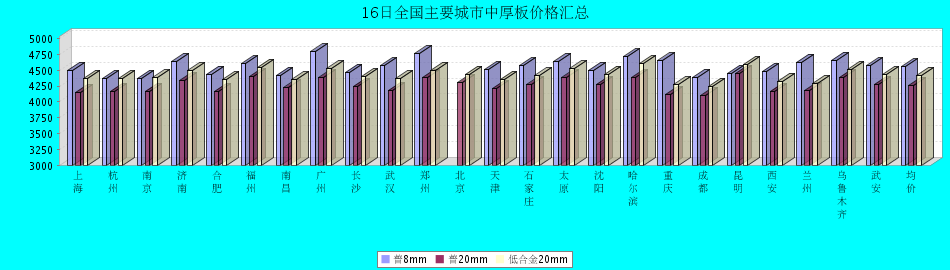 16日全国主要城市中厚板价格汇总
5000
4750
4500
4250
4000
3750
3500
3250
3000
上海
杭州
南京
济南
合肥
福州
南昌
广州
长沙
武汉
郑州
北京
天津
石家庄
太原
沈阳
哈尔滨
重庆
成都
昆明
西安
兰州
乌鲁木齐
武安
均价
普8mm
普20mm
低合金20mm